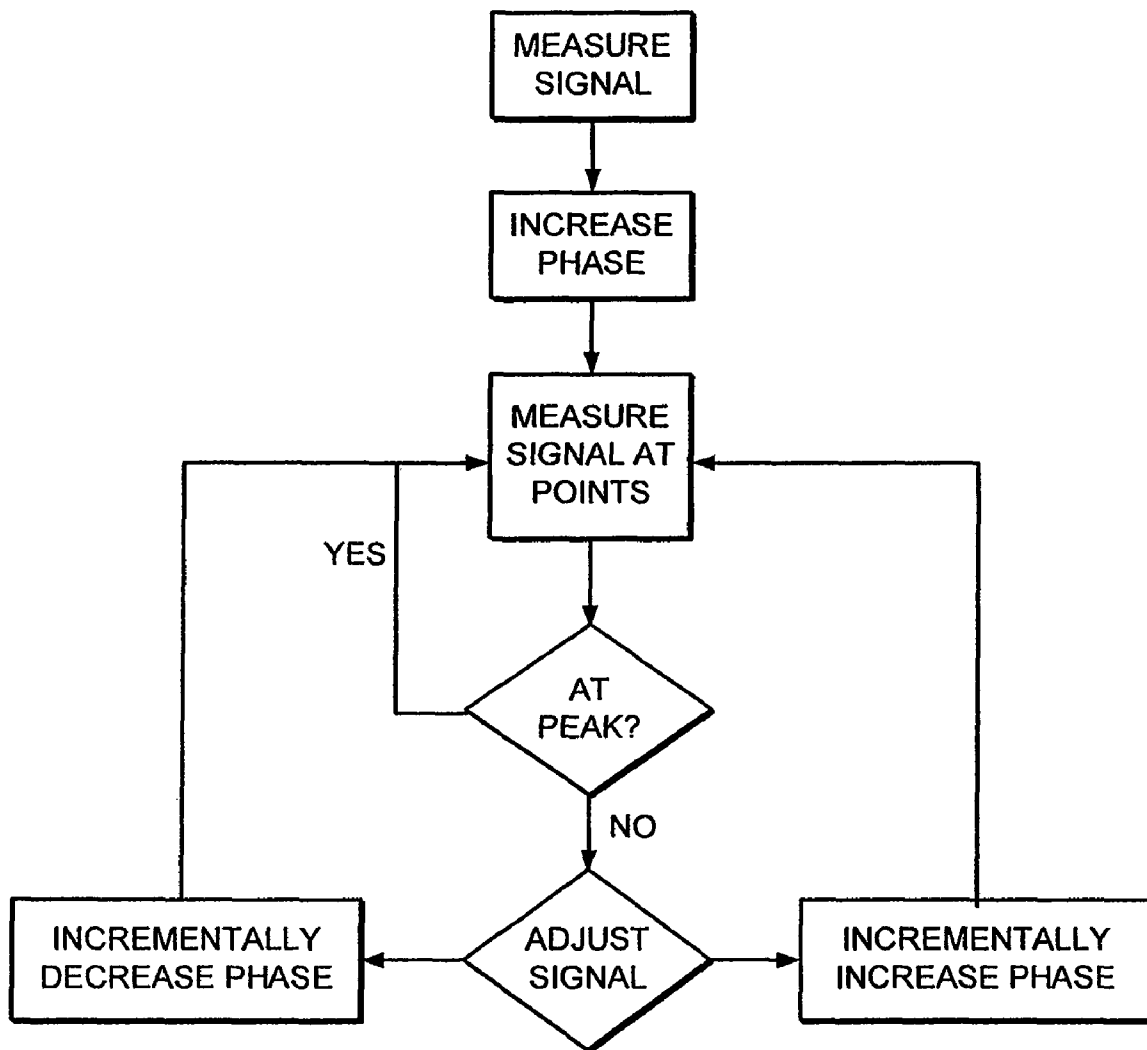 MEASURE
SIGNAL
INCREASE
PHASE
MEASURE
SIGNAL AT
POINTS
YES
AT
PEAK?
NO
INCREMENTALLY
DECREASE PHASE
ADJUST
SIGNAL
INCREMENTALLY
INCREASE PHASE